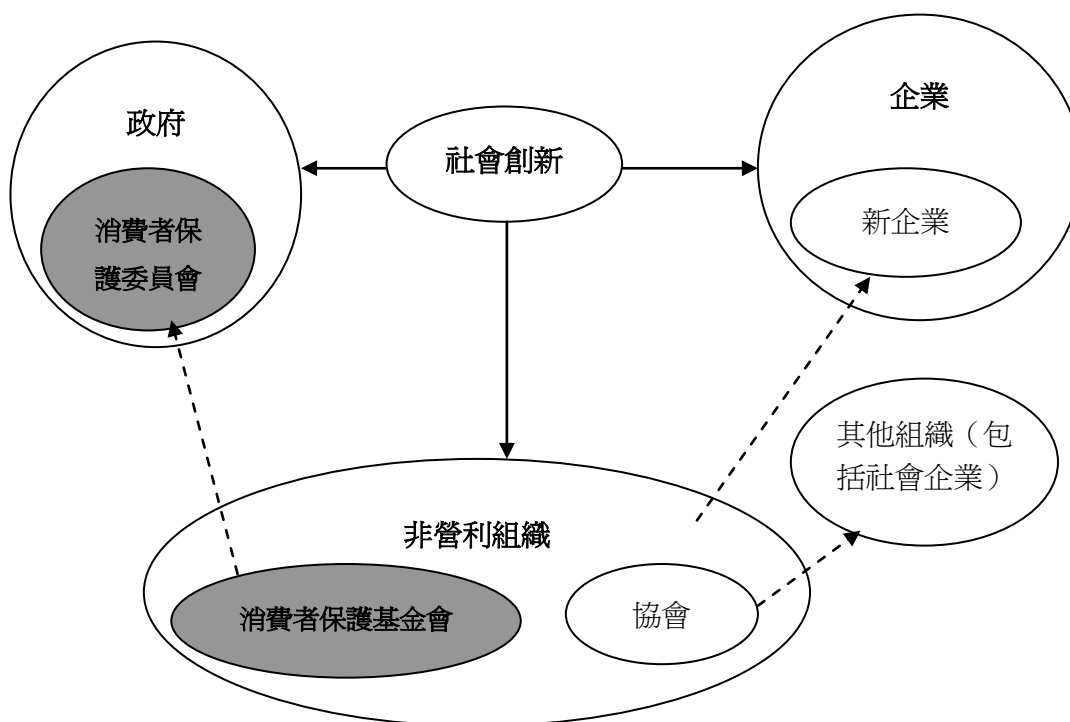 政府
消費者保
護委員會
社會創新
企業
新企業
其他組織（包
括社會企業）
非營利組織
消費者保護基金會
協會